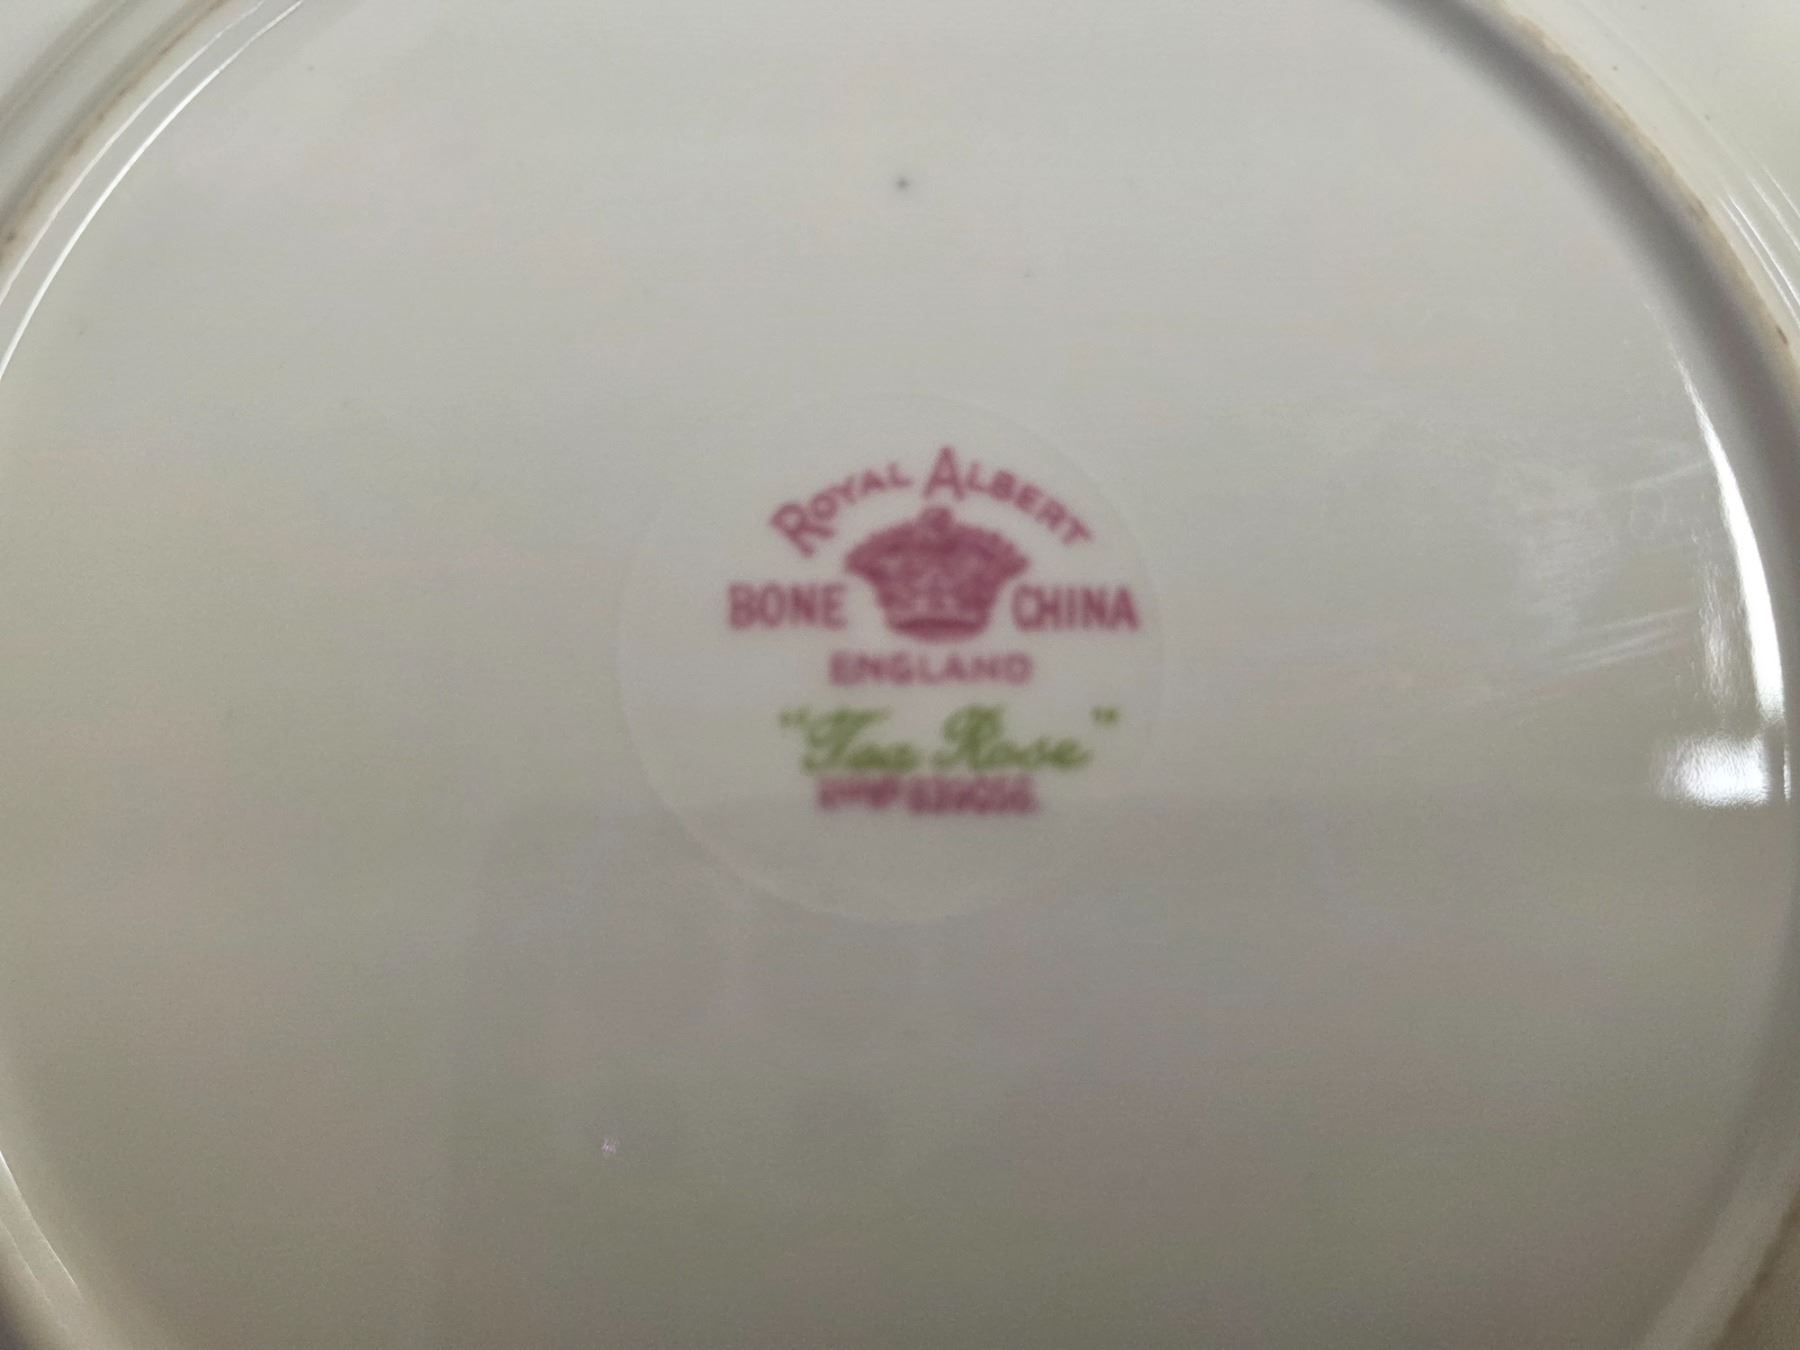 ROYAL ALBERT
BONE CHINA
ENGLAND
"Tea Rose"